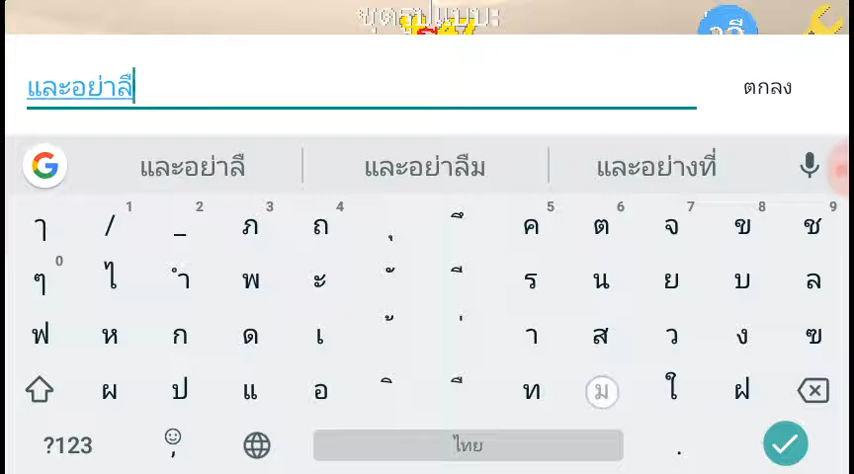 และอย่าลื
ตกลง
และอย่าลื
และอย่าลืม
และอย่างที่
ๅ / 1 _ 2 ภ 3 ถ 4 ุ ึ ค 5 ต 6 จ 7 ข 8 ช 9
ๆ 0 ไ ำ พ ะ ั ี ร น ย บ ล
ฟ ห ก ด เ ้ ่ า ส ว ง ฃ
ผ ป แ อ ิ ื ท ม ใ ฝ
?123 , ไทย .